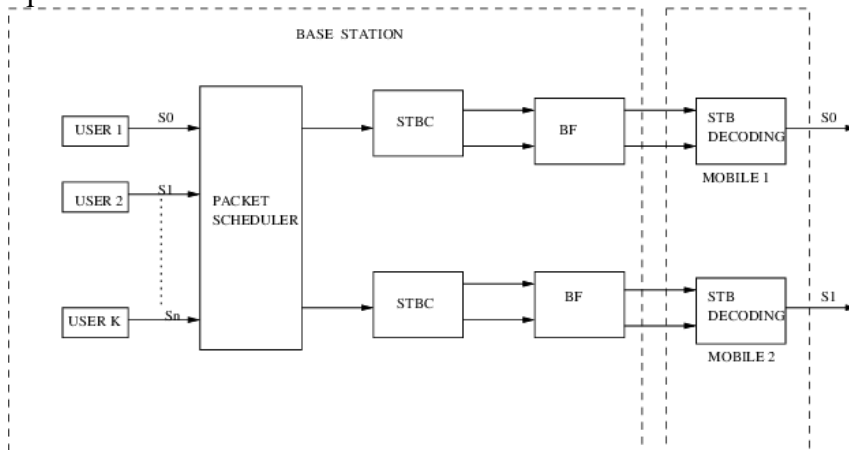 BASE STATION
USER 1
S0
USER 2
S1
USER K
Sn
PACKET
SCHEDULER
STBC
BF
STB
DECODING
S0
MOBILE 1
STBC
BF
STB
DECODING
S1
MOBILE 2